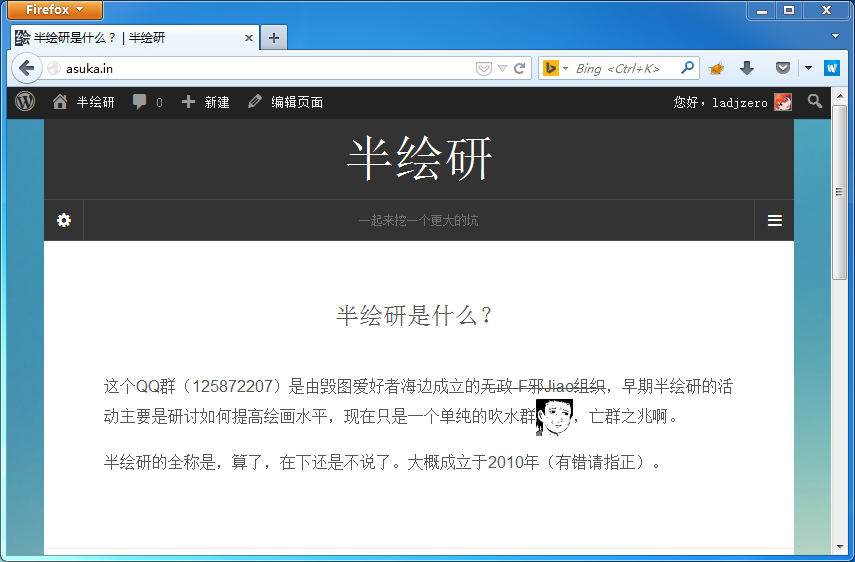 Firefox
绘 半绘研是什么？ | 半绘研
asuka.in
Bing <Ctrl+K>
半绘研 0 新建 编辑页面 您好，ladjzero
半绘研
一起来挖一个更大的坑
半绘研是什么？
这个QQ群（125872207）是由毁图爱好者海边成立的无政 F邪Jiao组织，早期半绘研的活
动主要是研讨如何提高绘画水平，现在只是一个单纯的吹水群，亡群之兆啊。
半绘研的全称是，算了，在下还是不说了。大概成立于2010年（有错请指正）。